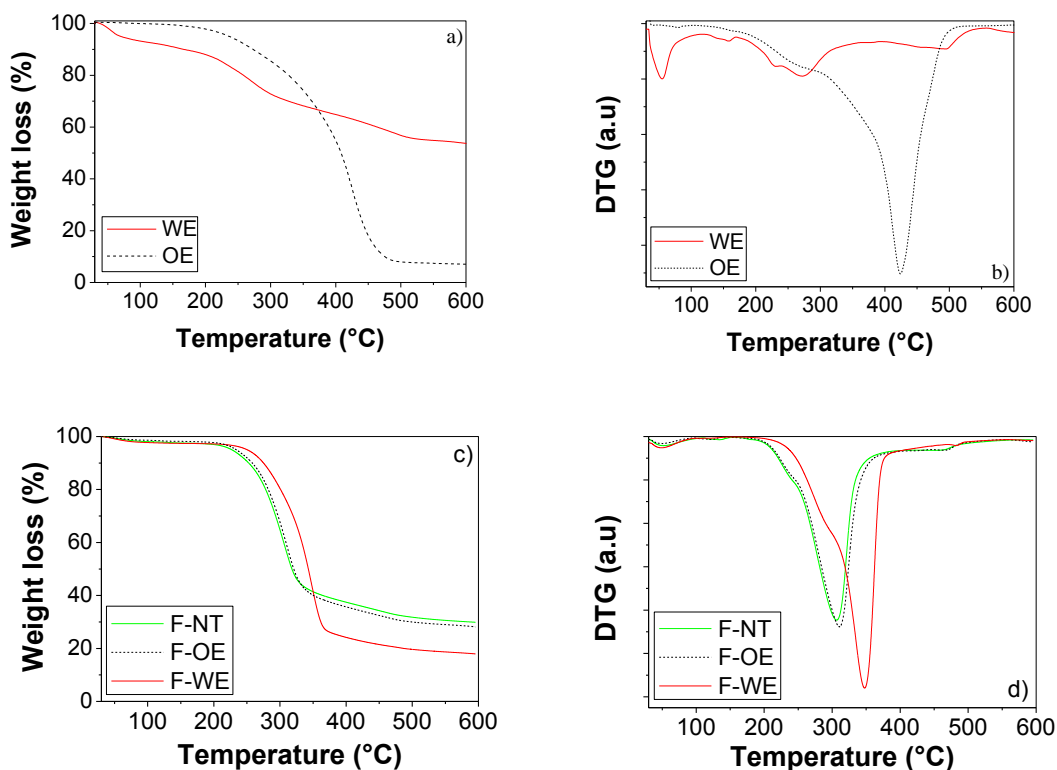 a)
Weight loss (%)
100
80
60
40
20
0
WE
OE
100 200 300 400 500 600
Temperature (°C)
DTG (a.u)
WE
OE
b)
100 200 300 400 500 600
Temperature (°C)
c)
Weight loss (%)
100
80
60
40
20
0
F-NT
F-OE
F-WE
100 200 300 400 500 600
Temperature (°C)
DTG (a.u)
F-NT
F-OE
F-WE
d)
100 200 300 400 500 600
Temperature (°C)